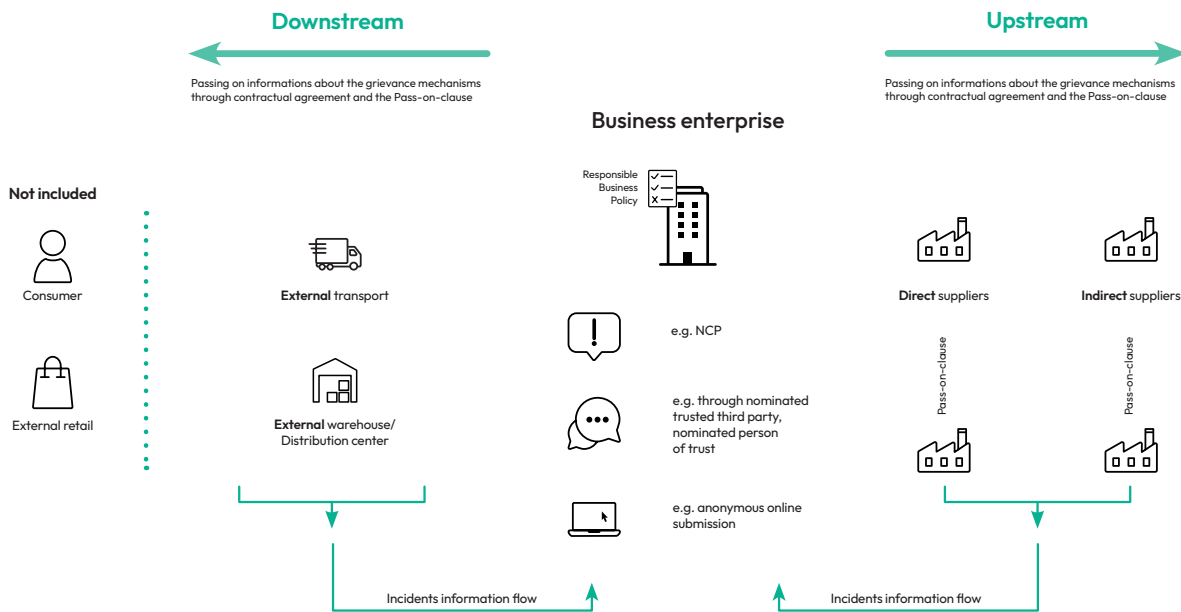 Downstream
Upstream
Passing on informations about the grievance mechanisms
through contractual agreement and the Pass-on-clause
Passing on informations about the grievance mechanisms
through contractual agreement and the Pass-on-clause
Business enterprise
Responsible
Business
Policy
Not included
Consumer
External transport
Direct suppliers
Indirect suppliers
e.g. NCP
Pass-on-clause
Pass-on-clause
External retail
External warehouse/
Distribution center
e.g. through nominated
trusted third party,
nominated person
of trust
e.g. anonymous online
submission
Incidents information flow
Incidents information flow